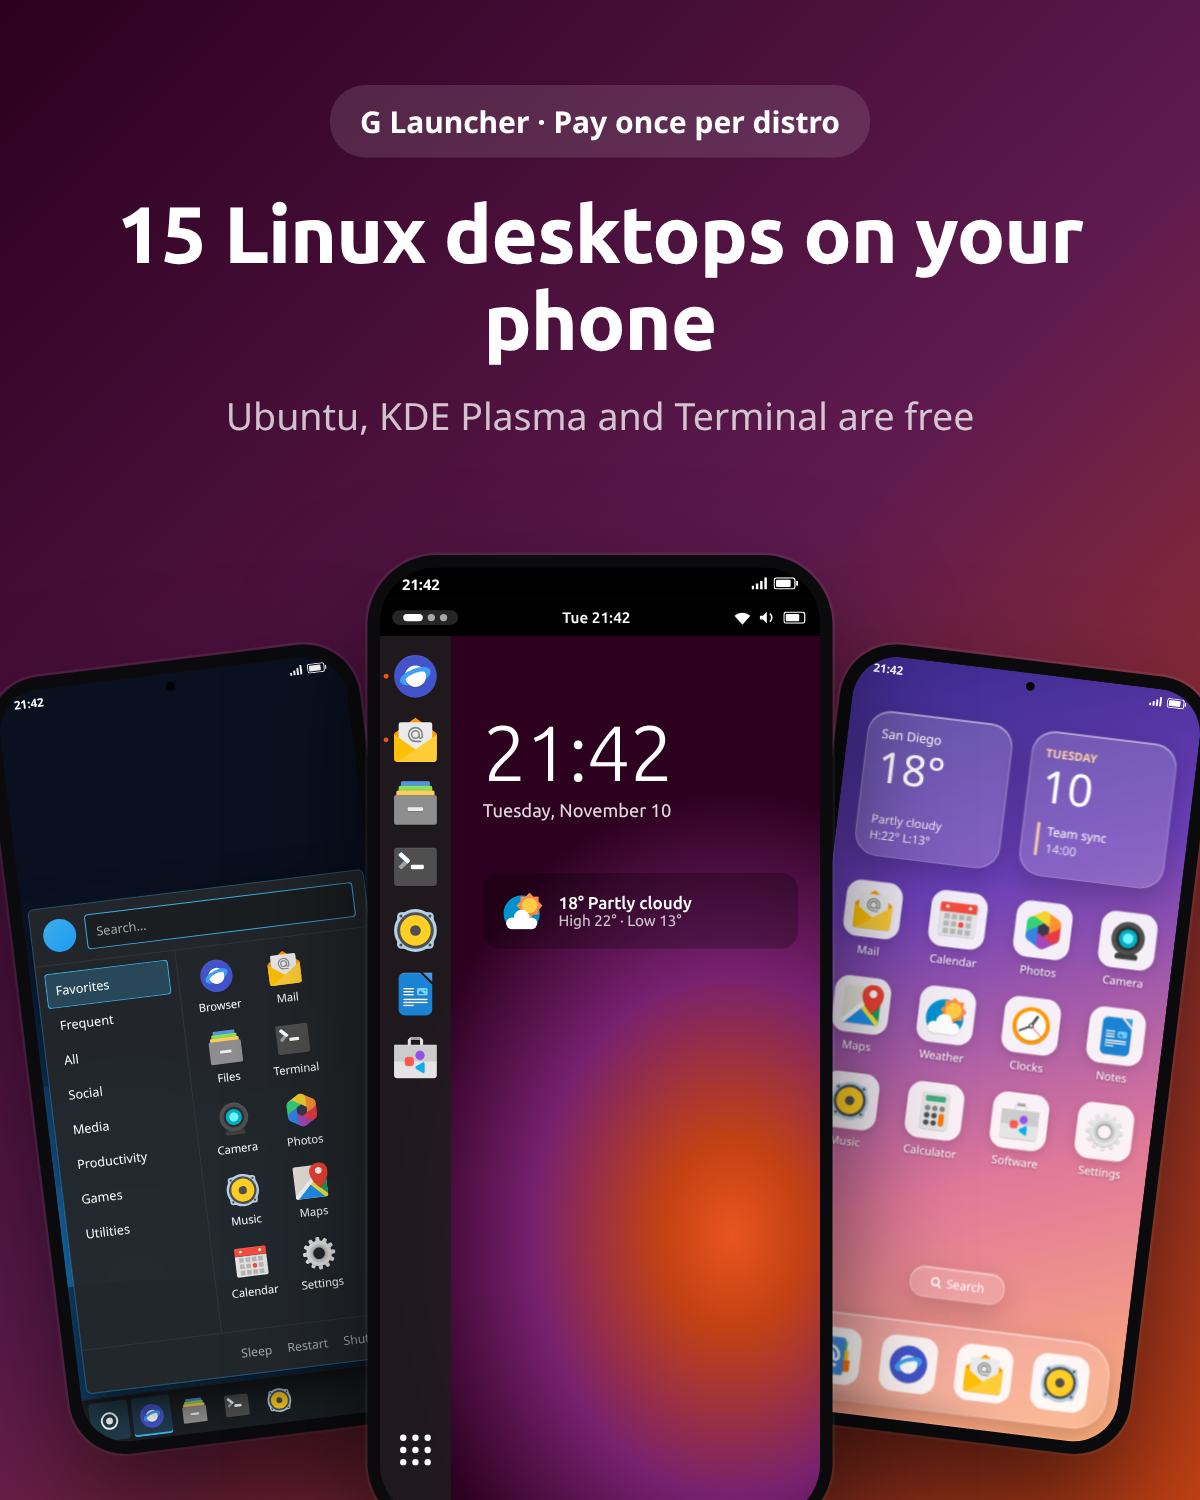 G Launcher · Pay once per distro
15 Linux desktops on your
phone
Ubuntu, KDE Plasma and Terminal are free
21:42
Search...
Favorites
Frequent
All
Social
Media
Productivity
Games
Utilities
Browser
Mail
Files
Terminal
Camera
Photos
Music
Maps
Calendar
Settings
Sleep
Restart
Shut
21:42
Tue 21:42
21:42
Tuesday, November 10
18° Partly cloudy
High 22° · Low 13°
21:42
San Diego
18°
Partly cloudy
H:22° L:13°
TUESDAY
10
Team sync
14:00
Mail
Calendar
Photos
Camera
Maps
Weather
Clocks
Notes
Music
Calculator
Software
Settings
Search